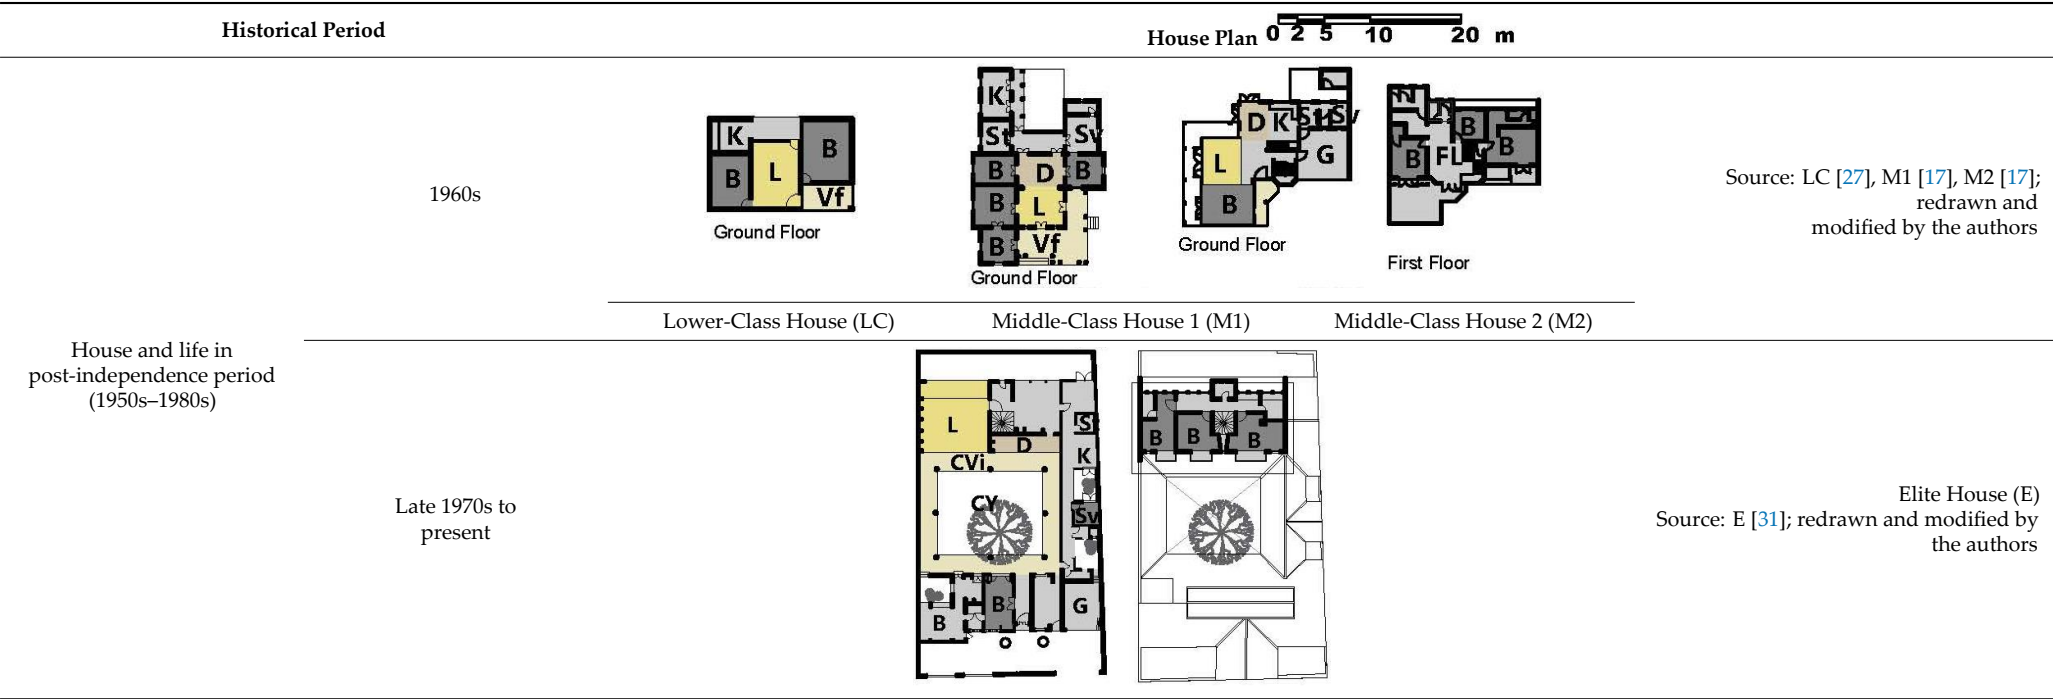 Historical Period
House Plan 0 2 5 10 20 m
1960s
K
B
B
L
Vf
Ground Floor
K
St
Sv
B
D
B
B
L
B
Vf
Ground Floor
D
K
St
Sv
L
G
B
Ground Floor
B
B
FL
B
First Floor
Source: LC [27], M1 [17], M2 [17];
redrawn and
modified by the authors
Lower-Class House (LC)
Middle-Class House 1 (M1)
Middle-Class House 2 (M2)
House and life in
post-independence period
(1950s–1980s)
Late 1970s to
present
L
St
D
K
CVi
CY
Sv
B
G
B
B
B
B
Elite House (E)
Source: E [31]; redrawn and modified by
the authors